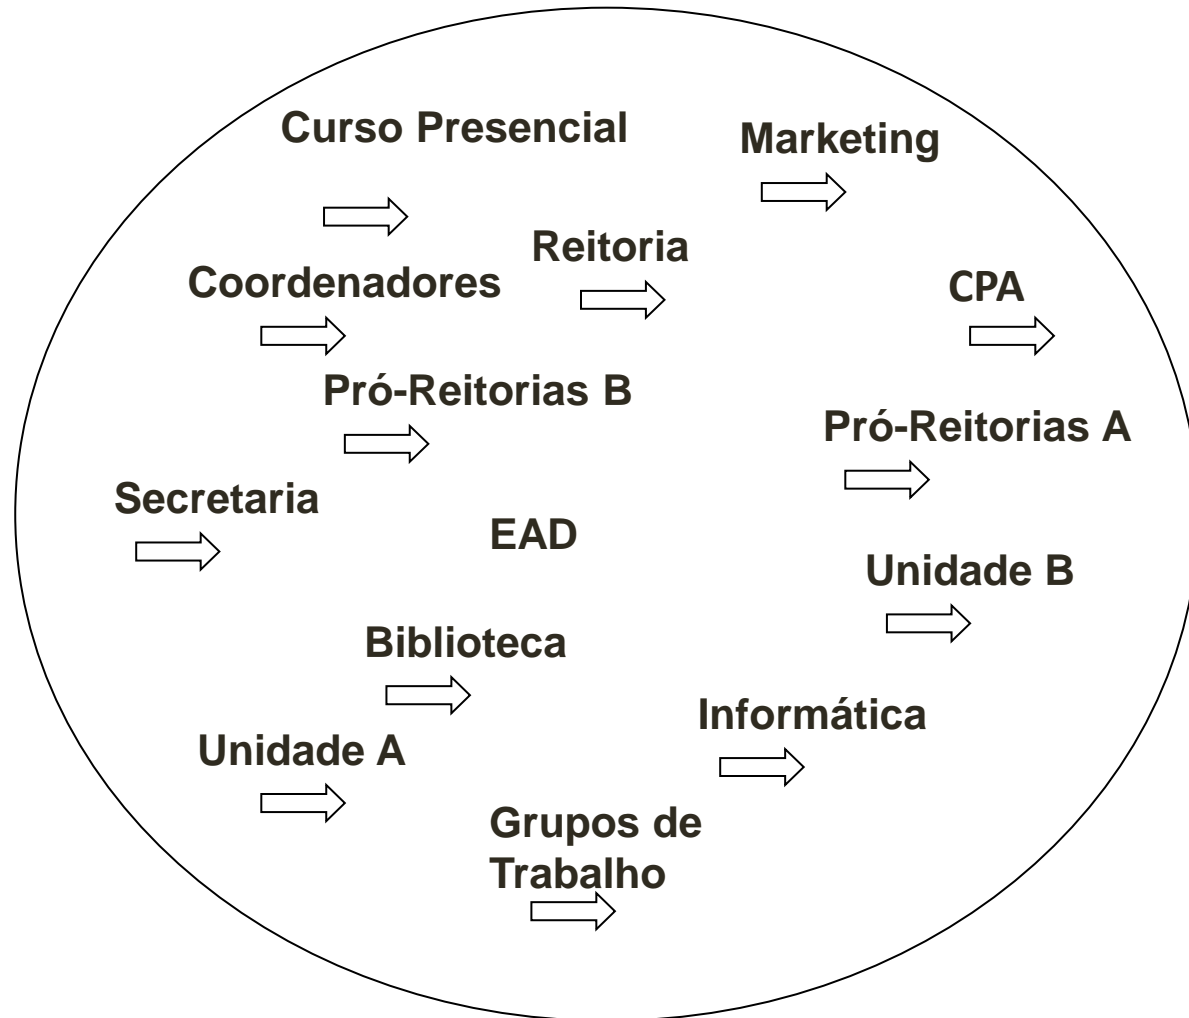 Curso Presencial
Marketing
Reitoria
Coordenadores
CPA
Pró-Reitorias B
Pró-Reitorias A
Secretaria
EAD
Unidade B
Biblioteca
Informática
Unidade A
Grupos de
Trabalho